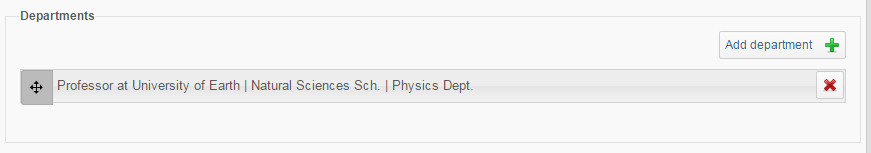 Departments
Add department
Professor at University of Earth | Natural Sciences Sch. | Physics Dept.